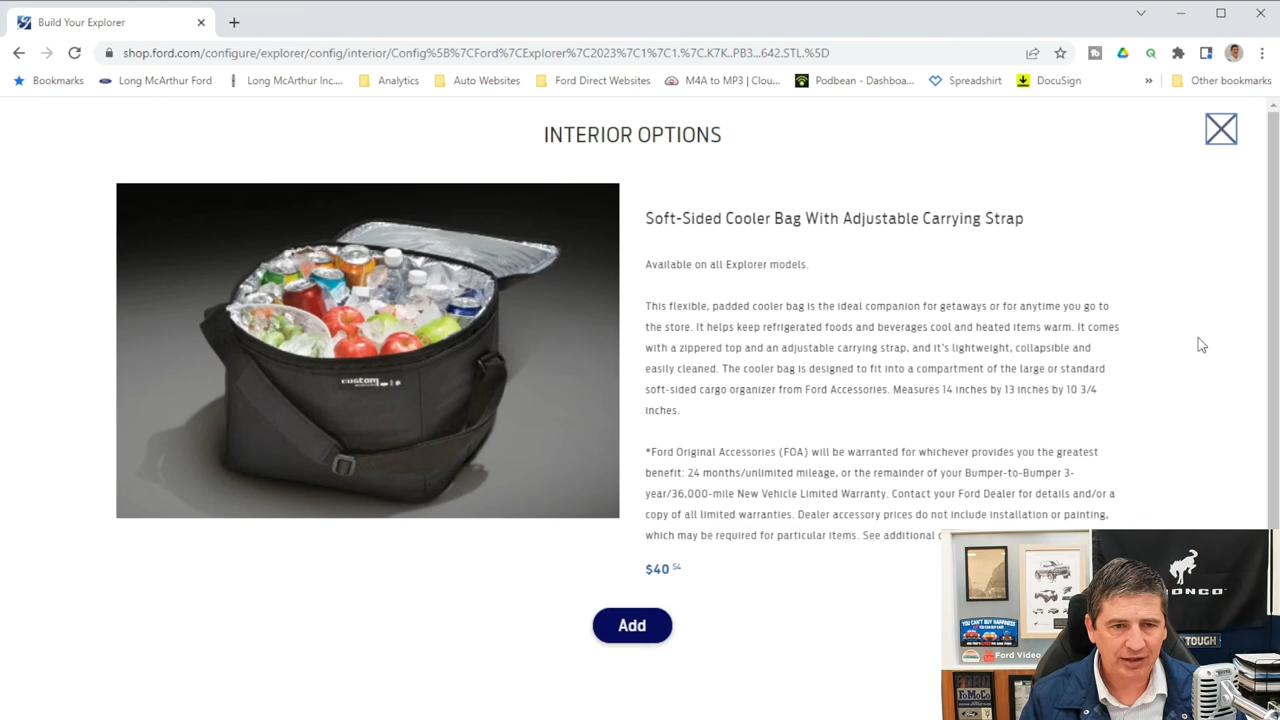 Build Your Explorer
shop.ford.com/configure/explorer/config/interior/Config%5B%7CFord%7CExplorer%7C2023%7C1%7C1.%7C.K7K...PB3...642.STL.%5D
Bookmarks Long McArthur Ford Long McArthur Inc.... Analytics Auto Websites Ford Direct Websites M4A to MP3 | Clou... Podbean - Dashboa... Spreadshirt DocuSign » Other bookmarks
INTERIOR OPTIONS
Soft-Sided Cooler Bag With Adjustable Carrying Strap
Available on all Explorer models.
This flexible, padded cooler bag is the ideal companion for getaways or for anytime you go to
the store. It helps keep refrigerated foods and beverages cool and heated items warm. It comes
with a zippered top and an adjustable carrying strap, and it's lightweight, collapsible and
easily cleaned. The cooler bag is designed to fit into a compartment of the large or standard
soft-sided cargo organizer from Ford Accessories. Measures 14 inches by 13 inches by 10 3/4
inches.
*Ford Original Accessories (FOA) will be warranted for whichever provides you the greatest
benefit: 24 months/unlimited mileage, or the remainder of your Bumper-to-Bumper 3-
year/36,000-mile New Vehicle Limited Warranty. Contact your Ford Dealer for details and/or a
copy of all limited warranties. Dealer accessory prices do not include installation or painting,
which may be required for particular items. See additional
$40 S4
Add
custom
BRONCO
YOU CAN'T BUY HAPPINESS
Ford Video
TOUGH
FoMoCo